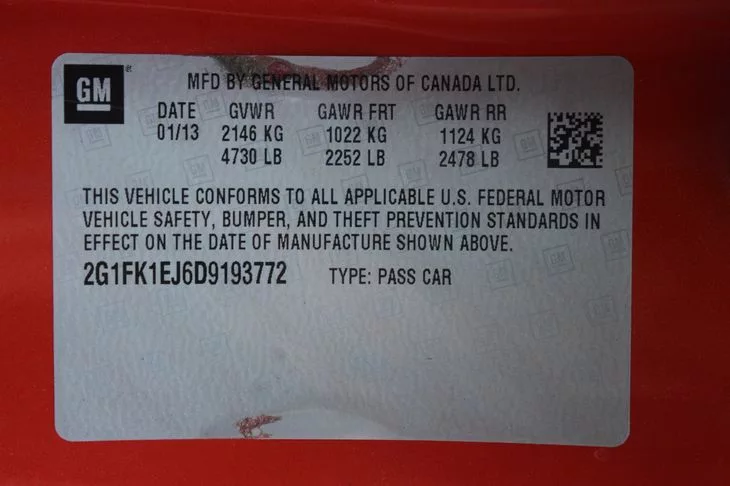 GM
MFD BY GENERAL MOTORS OF CANADA LTD.
DATE GVWR GAWR FRT GAWR RR
01/13 2146 KG 1022 KG 1124 KG
4730 LB 2252 LB 2478 LB
THIS VEHICLE CONFORMS TO ALL APPLICABLE U.S. FEDERAL MOTOR
VEHICLE SAFETY, BUMPER, AND THEFT PREVENTION STANDARDS IN
EFFECT ON THE DATE OF MANUFACTURE SHOWN ABOVE.
2G1FK1EJ6D9193772 TYPE: PASS CAR